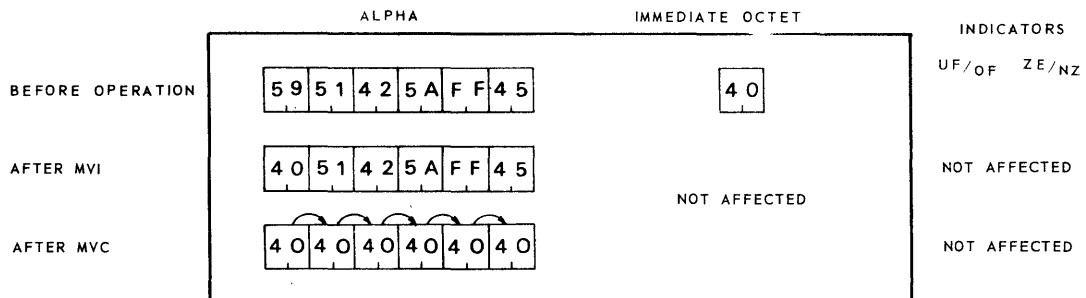 ALPHA IMMEDIATE OCTET
INDICATORS
UF/OF ZE/NZ
BEFORE OPERATION 59 51 42 5A FF 45 40
AFTER MVI 40 51 42 5A FF 45 NOT AFFECTED
NOT AFFECTED
AFTER MVC 40 40 40 40 40 40 NOT AFFECTED